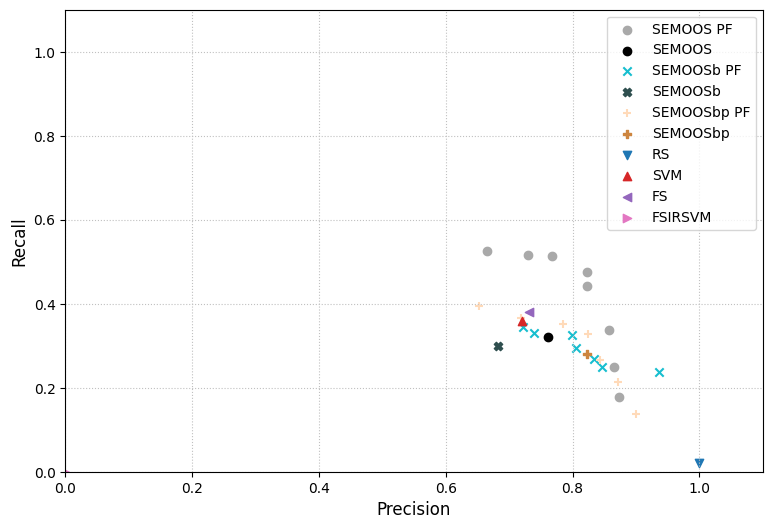 SEMOOS PF
SEMOOS
SEMOOSb PF
SEMOOSb
SEMOOSbp PF
SEMOOSbp
RS
SVM
FS
FSIRSVM
1.0
0.8
0.6
0.4
0.2
0.0
Recall
0.0 0.2 0.4 0.6 0.8 1.0
Precision